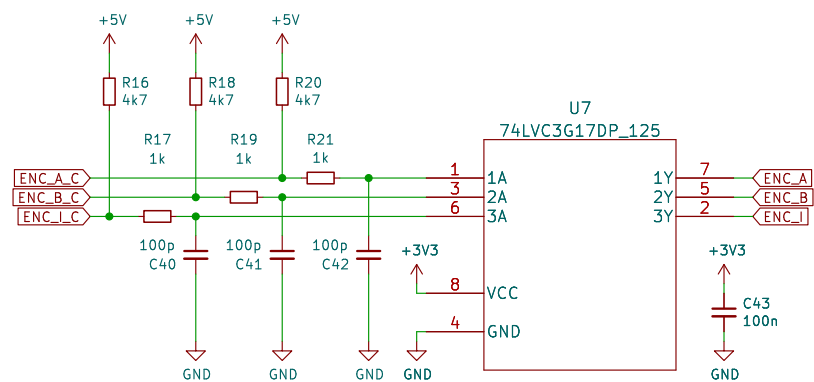 +5V +5V +5V
R16 R18 R20
4k7 4k7 4k7
U7
74LVC3G17DP_125
R17 R19 R21
1k 1k 1k
ENC_A_C 1 1A 1Y 7 ENC_A
ENC_B_C 3 2A 2Y 5 ENC_B
ENC_I_C 6 3A 3Y 2 ENC_I
100p 100p 100p
C40 C41 C42
+3V3 +3V3
8 VCC
C43
100n
4 GND
GND GND GND GND GND